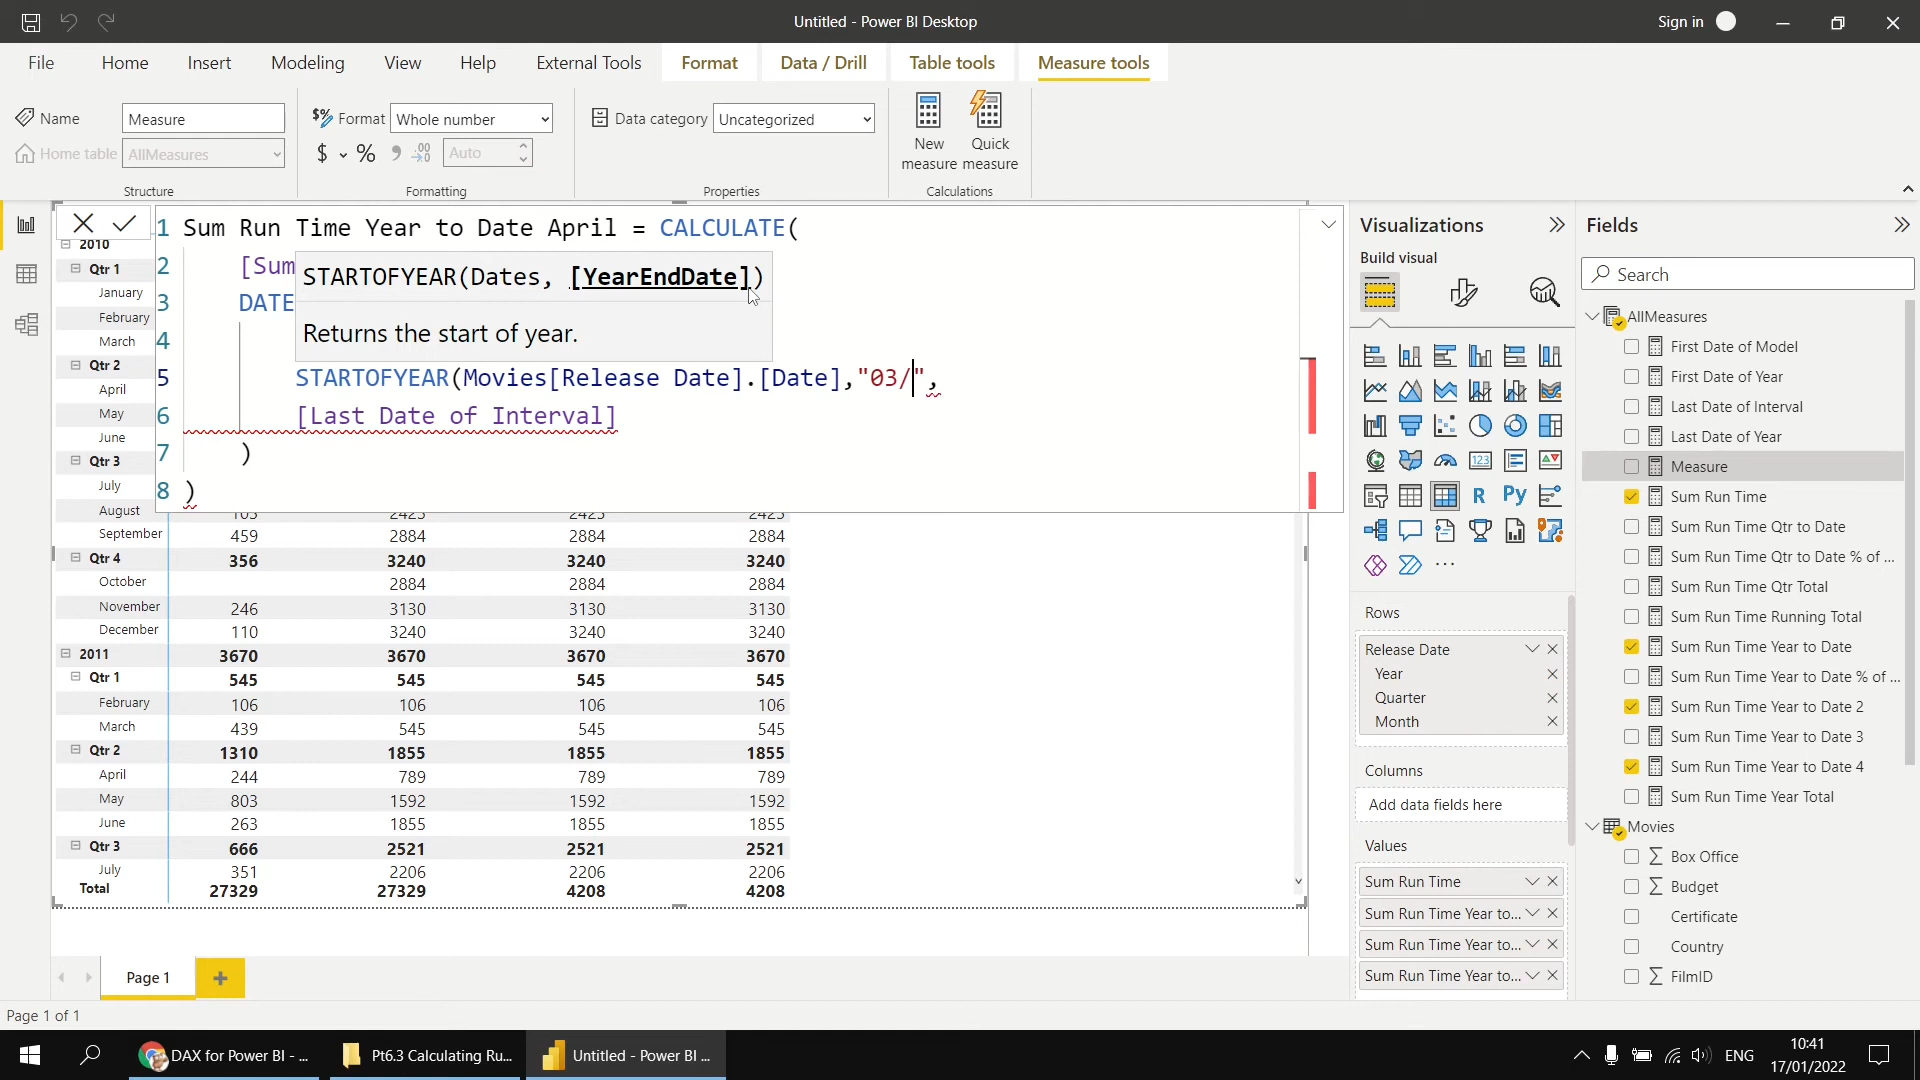 Untitled - Power BI Desktop
Sign in
File Home Insert Modeling View Help External Tools Format Data / Drill Table tools Measure tools
Name Measure
Home table AllMeasures
Structure
$% Format Whole number
$ % 9 .00 Auto
Formatting
Data category Uncategorized
Properties
New measure
Quick measure
Calculations
1 Sum Run Time Year to Date April = CALCULATE(
2 [Sum
STARTOFYEAR(Dates, [YearEndDate])
3 DATE
Returns the start of year.
4
5 STARTOFYEAR(Movies[Release Date].[Date],"03/",
6 [Last Date of Interval]
7 )
8 )
2010
Qtr 1
January
February
March
Qtr 2
April
May
June
Qtr 3
July
August 105 2425 2425 2425
September 459 2884 2884 2884
Qtr 4 356 3240 3240 3240
October 2884 2884 2884
November 246 3130 3130 3130
December 110 3240 3240 3240
2011 3670 3670 3670 3670
Qtr 1 545 545 545 545
February 106 106 106 106
March 439 545 545 545
Qtr 2 1310 1855 1855 1855
April 244 789 789 789
May 803 1592 1592 1592
June 263 1855 1855 1855
Qtr 3 666 2521 2521 2521
July 351 2206 2206 2206
Total 27329 27329 4208 4208
Visualizations
Build visual
123
R Py
Rows
Release Date
Year
Quarter
Month
Columns
Add data fields here
Values
Sum Run Time
Sum Run Time Year to...
Sum Run Time Year to...
Sum Run Time Year to...
Fields
Search
AllMeasures
First Date of Model
First Date of Year
Last Date of Interval
Last Date of Year
Measure
Sum Run Time
Sum Run Time Qtr to Date
Sum Run Time Qtr to Date % of ...
Sum Run Time Qtr Total
Sum Run Time Running Total
Sum Run Time Year to Date
Sum Run Time Year to Date % of ...
Sum Run Time Year to Date 2
Sum Run Time Year to Date 3
Sum Run Time Year to Date 4
Sum Run Time Year Total
Movies
Box Office
Budget
Certificate
Country
FilmID
Page 1
Page 1 of 1
DAX for Power BI - ...
Pt6.3 Calculating Ru...
Untitled - Power BI ...
ENG
10:41
17/01/2022